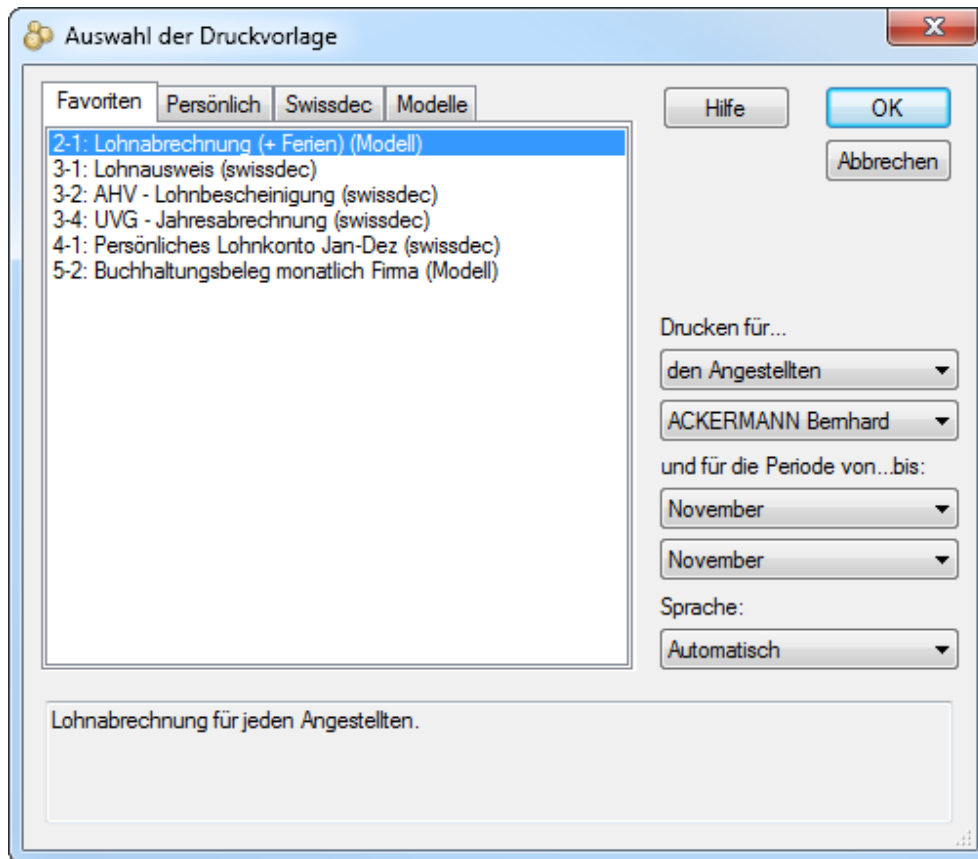 Auswahl der Druckvorlage
Favoriten Persönlich Swissdec Modelle
2-1: Lohnabrechnung (+ Ferien) (Modell)
3-1: Lohnausweis (swissdec)
3-2: AHV - Lohnbescheinigung (swissdec)
3-4: UVG - Jahresabrechnung (swissdec)
4-1: Persönliches Lohnkonto Jan-Dez (swissdec)
5-2: Buchhaltungsbeleg monatlich Firma (Modell)
Hilfe OK
Abbrechen
Drucken für...
den Angestellten
ACKERMANN Bernhard
und für die Periode von...bis:
November
November
Sprache:
Automatisch
Lohnabrechnung für jeden Angestellten.